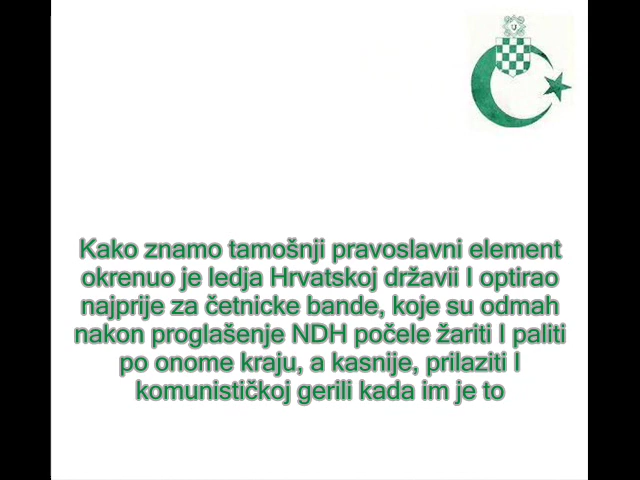 U
Kako znamo tamošnji pravoslavni element
okrenuo je ledja Hrvatskoj državii I optirao
najprije za četnicke bande, koje su odmah
nakon proglašenje NDH počele žariti I paliti
po onome kraju, a kasnije, prilaziti I
komunističkoj gerili kada im je to